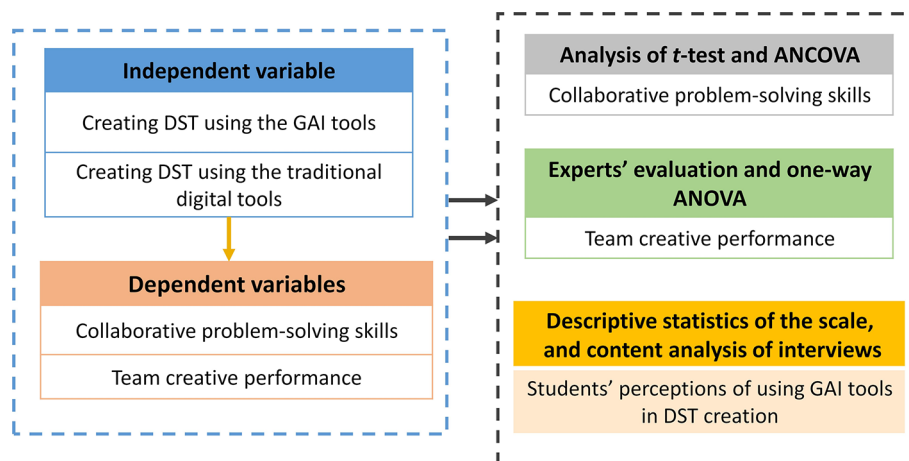 Independent variable
Creating DST using the GAI tools
Creating DST using the traditional
digital tools
Dependent variables
Collaborative problem-solving skills
Team creative performance
Analysis of t-test and ANCOVA
Collaborative problem-solving skills
Experts’ evaluation and one-way
ANOVA
Team creative performance
Descriptive statistics of the scale,
and content analysis of interviews
Students’ perceptions of using GAI tools
in DST creation